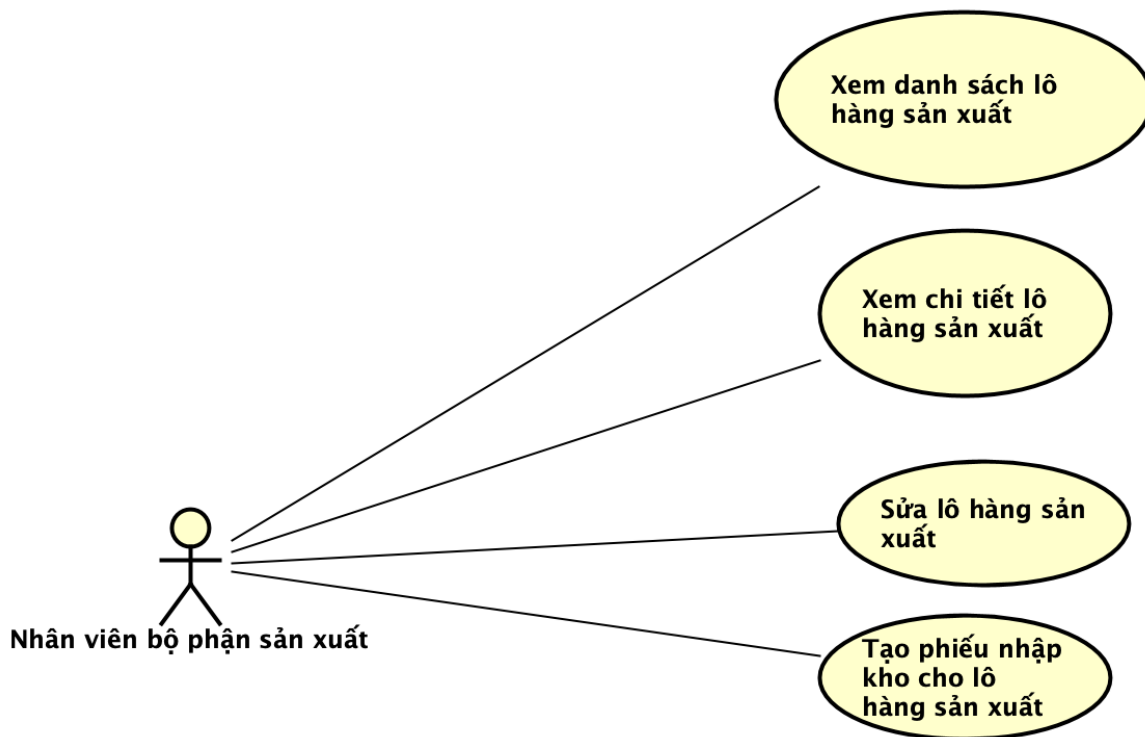 Xem danh sách lô
hàng sản xuất
Xem chi tiết lô
hàng sản xuất
Sửa lô hàng sản
xuất
Nhân viên bộ phận sản xuất
Tạo phiếu nhập
kho cho lô
hàng sản xuất